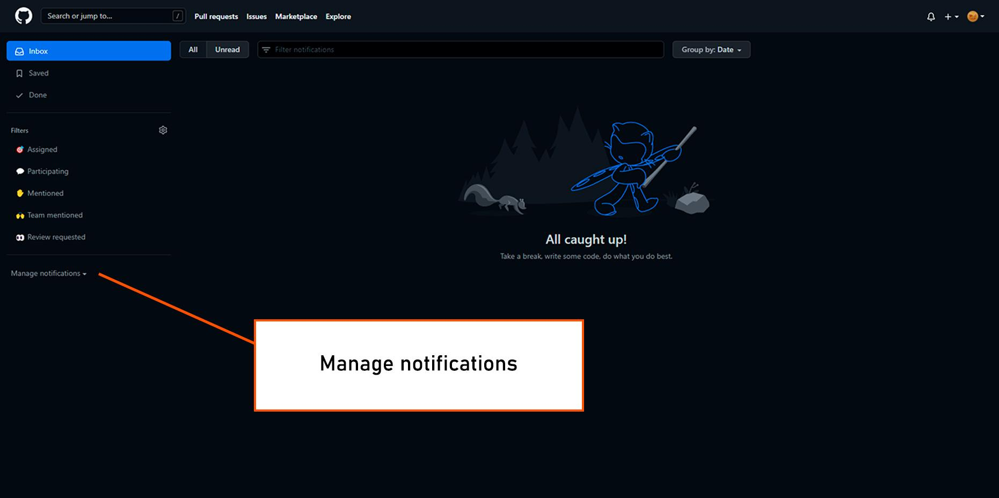 Search or jump to... /
Pull requests Issues Marketplace Explore
Inbox
Saved
Done
All Unread
Filter notifications
Group by: Date
Filters
Assigned
Participating
Mentioned
Team mentioned
Review requested
Manage notifications
All caught up!
Take a break, write some code, do what you do best.
Manage notifications